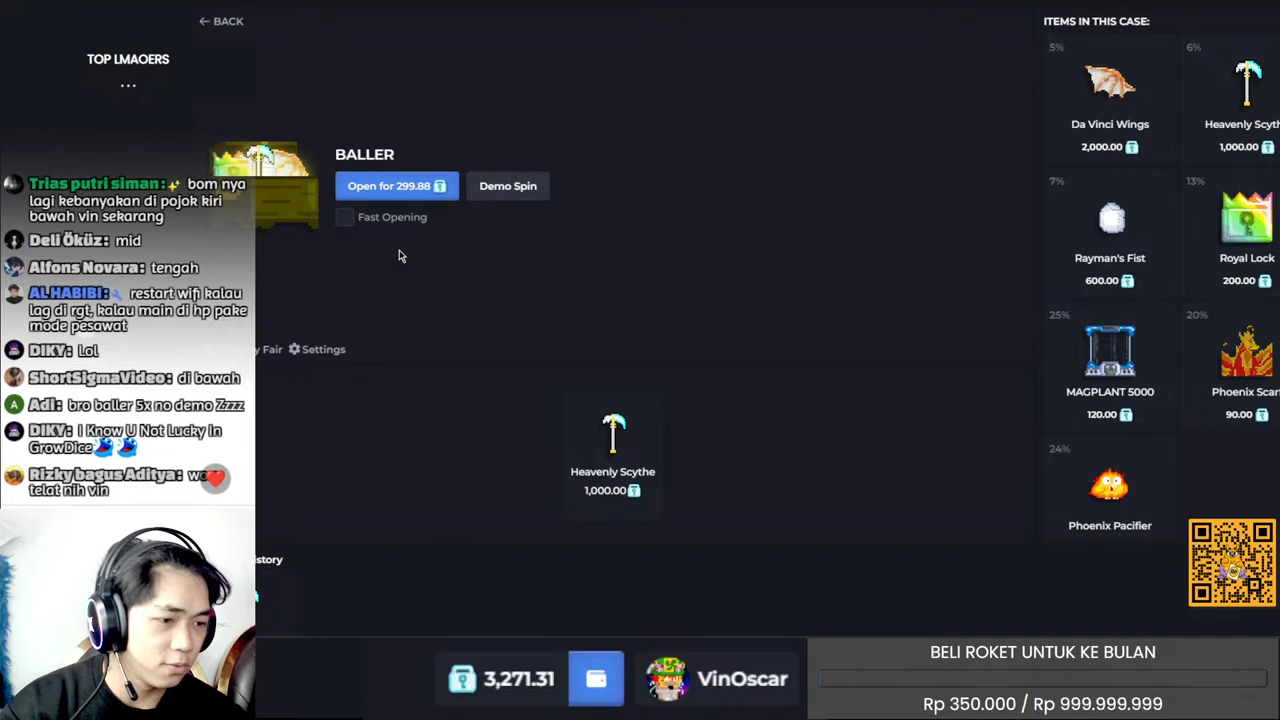 BACK
TOP LMAOERS
...
BALLER
Open for 299.88
Demo Spin
Fast Opening
Trias putri siman: bom nya
lagi kebanyakan di pojok kiri
bawah vin sekarang
Deli Öküz: mid
Alfons Novara: tengah
AL HABIBI: restart wifi kalau
lag di rgt, kalau main di hp pake
mode pesawat
DIKY: Lol
ShortSigmaVideo: di bawah
Adi: bro baller 5x no demo Zzzz
DIKY: I Know U Not Lucky In
GrowDice
Rizky bagus Aditya:
telat nih vin
y Fair
Settings
Heavenly Scythe
1,000.00
istory
ITEMS IN THIS CASE:
5%
Da Vinci Wings
2,000.00
6%
Heavenly Scyth
1,000.00
7%
Rayman's Fist
600.00
13%
Royal Lock
200.00
25%
MAGPLANT 5000
120.00
20%
Phoenix Scar
90.00
24%
Phoenix Pacifier
3,271.31
VinOscar
BELI ROKET UNTUK KE BULAN
Rp 350.000 / Rp 999.999.999